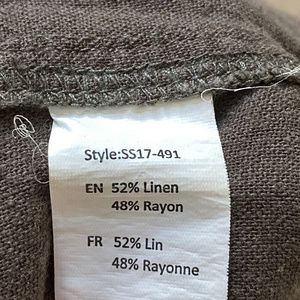 Style:SS17-491
EN 52% Linen
48% Rayon
FR 52% Lin
48% Rayonne